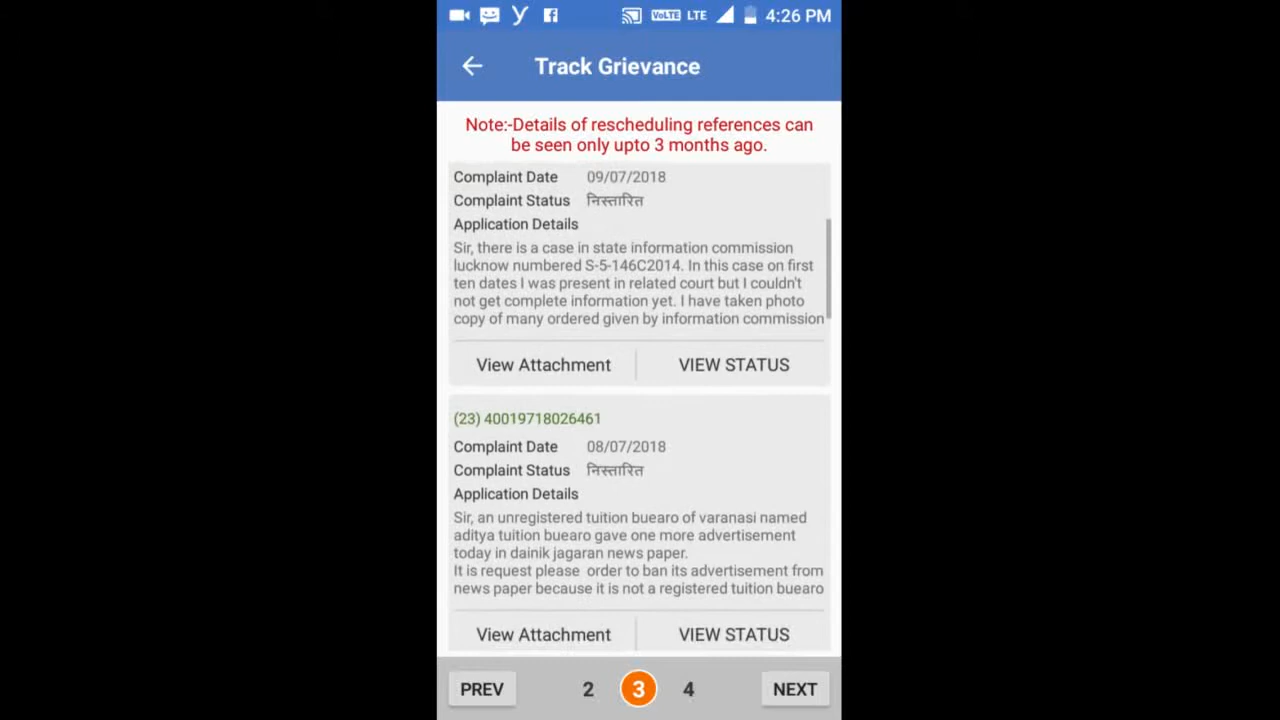 VoLTE LTE 4:26 PM
Track Grievance
Note:-Details of rescheduling references can
be seen only upto 3 months ago.
Complaint Date 09/07/2018
Complaint Status निस्तारित
Application Details
Sir, there is a case in state information commission
lucknow numbered S-5-146C2014. In this case on first
ten dates I was present in related court but I couldn't
not get complete information yet. I have taken photo
copy of many ordered given by information commission
View Attachment VIEW STATUS
(23) 40019718026461
Complaint Date 08/07/2018
Complaint Status निस्तारित
Application Details
Sir, an unregistered tuition buearo of varanasi named
aditya tuition buearo gave one more advertisement
today in dainik jagaran news paper.
It is request please order to ban its advertisement from
news paper because it is not a registered tuition buearo
View Attachment VIEW STATUS
PREV 2 3 4 NEXT